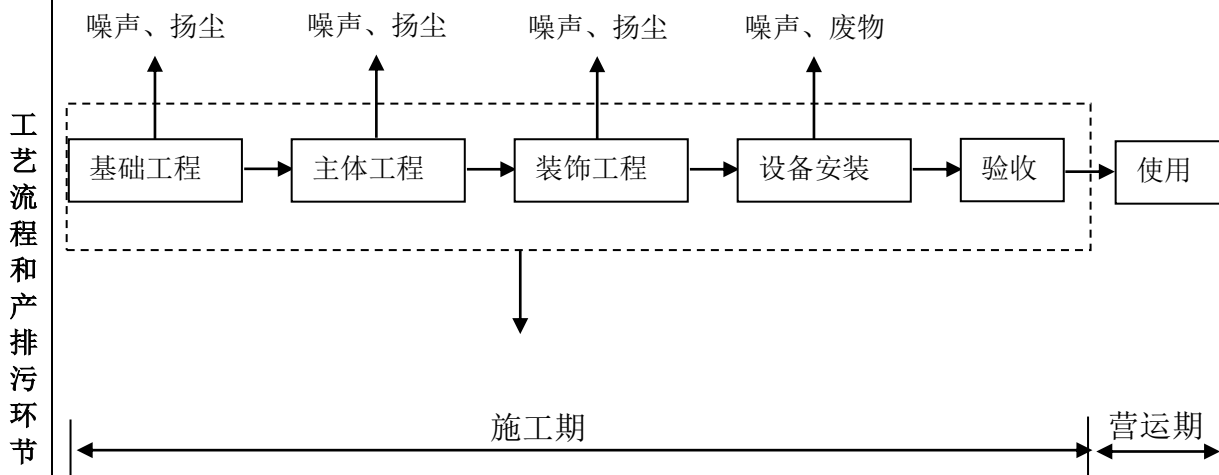 工艺流程和产排污环节
噪声、扬尘
噪声、扬尘
噪声、扬尘
噪声、废物
基础工程
主体工程
装饰工程
设备安装
验收
使用
施工期
营运期